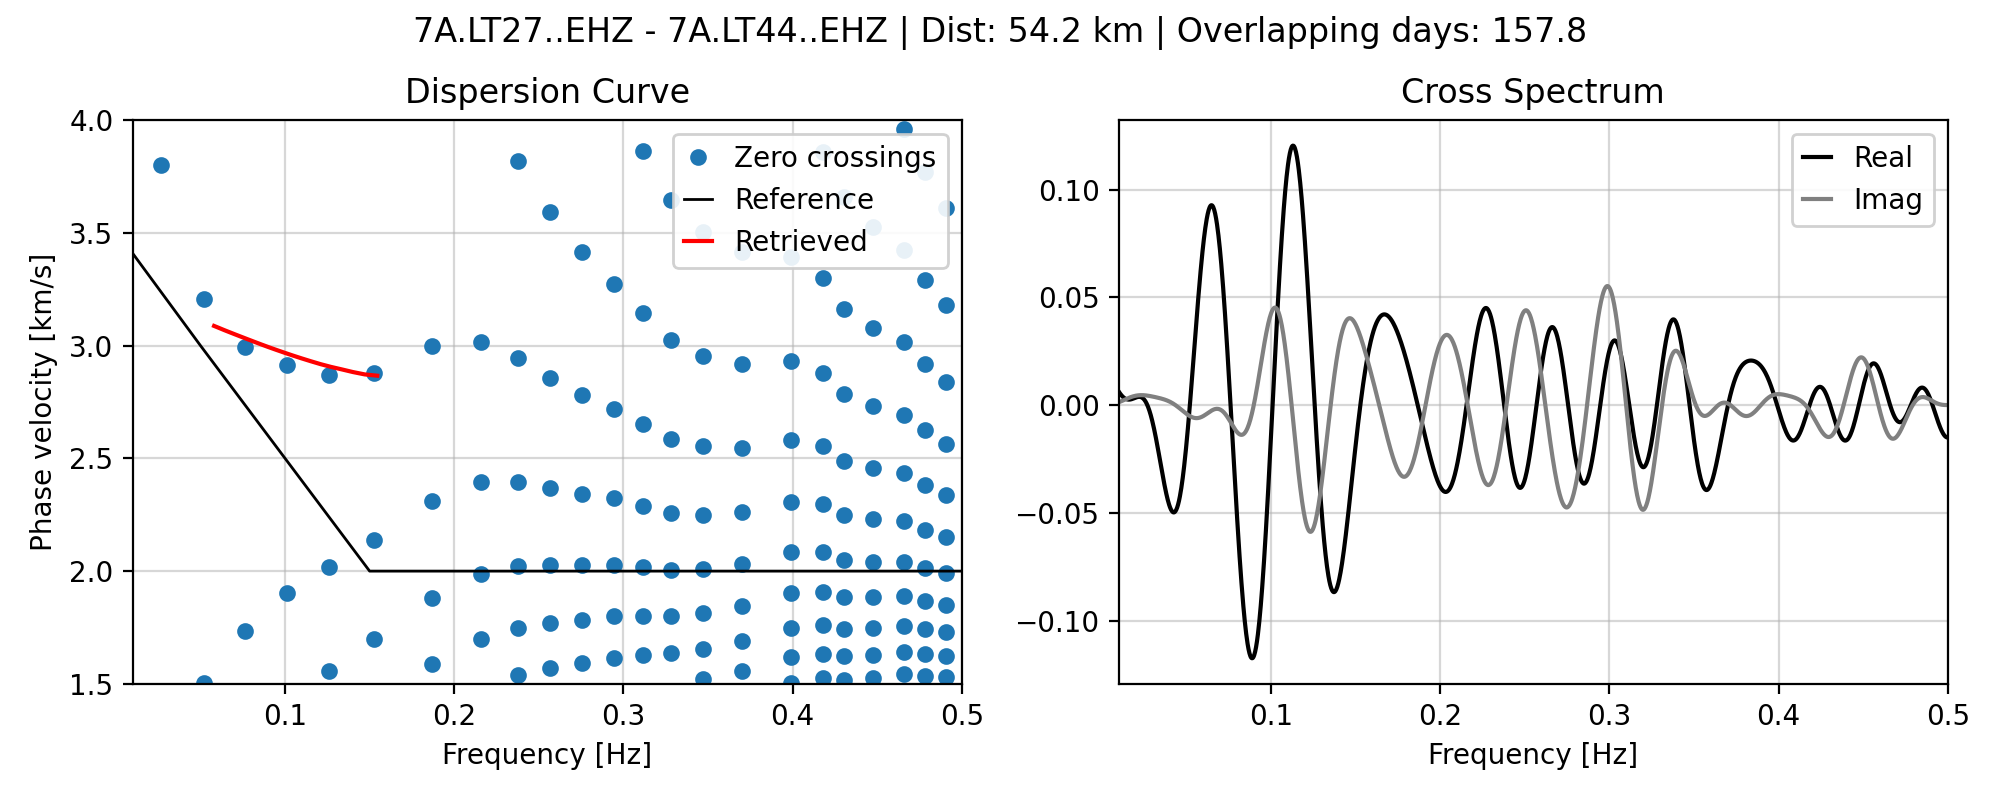 7A.LT27..EHZ - 7A.LT44..EHZ | Dist: 54.2 km | Overlapping days: 157.8
Dispersion Curve
4.0
3.5
3.0
2.5
2.0
1.5
Phase velocity [km/s]
Zero crossings
Reference
Retrieved
0.1
0.2
0.3
0.4
0.5
Frequency [Hz]
Cross Spectrum
0.10
0.05
0.00
−0.05
−0.10
Real
Imag
0.1
0.2
0.3
0.4
0.5
Frequency [Hz]